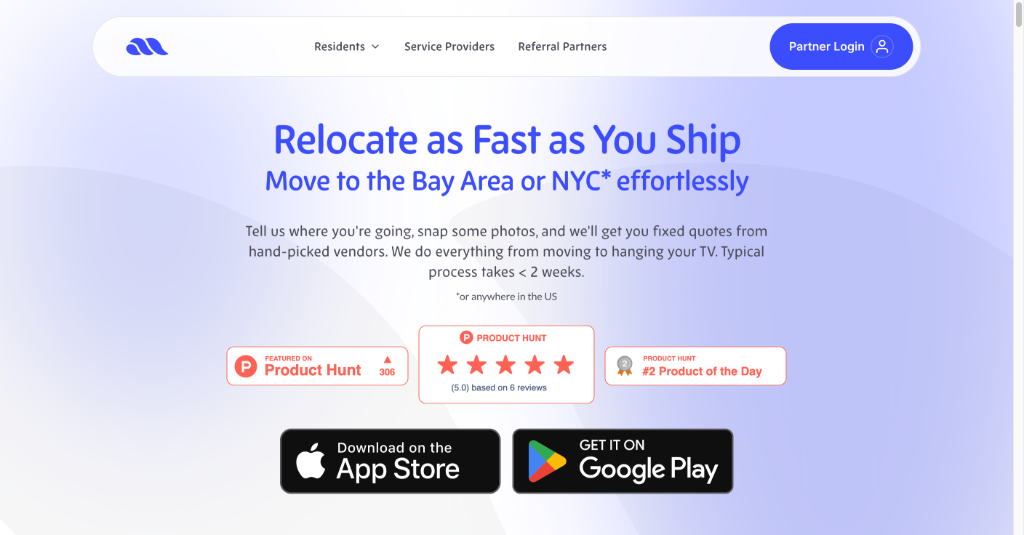 Residents
Service Providers
Referral Partners
Partner Login
Relocate as Fast as You Ship
Move to the Bay Area or NYC* effortlessly
Tell us where you're going, snap some photos, and we'll get you fixed quotes from
hand-picked vendors. We do everything from moving to hanging your TV. Typical
process takes < 2 weeks.
*or anywhere in the US
P
FEATURED ON
Product Hunt
306
P PRODUCT HUNT
(5.0) based on 6 reviews
2
PRODUCT HUNT
#2 Product of the Day
Download on the
App Store
GET IT ON
Google Play